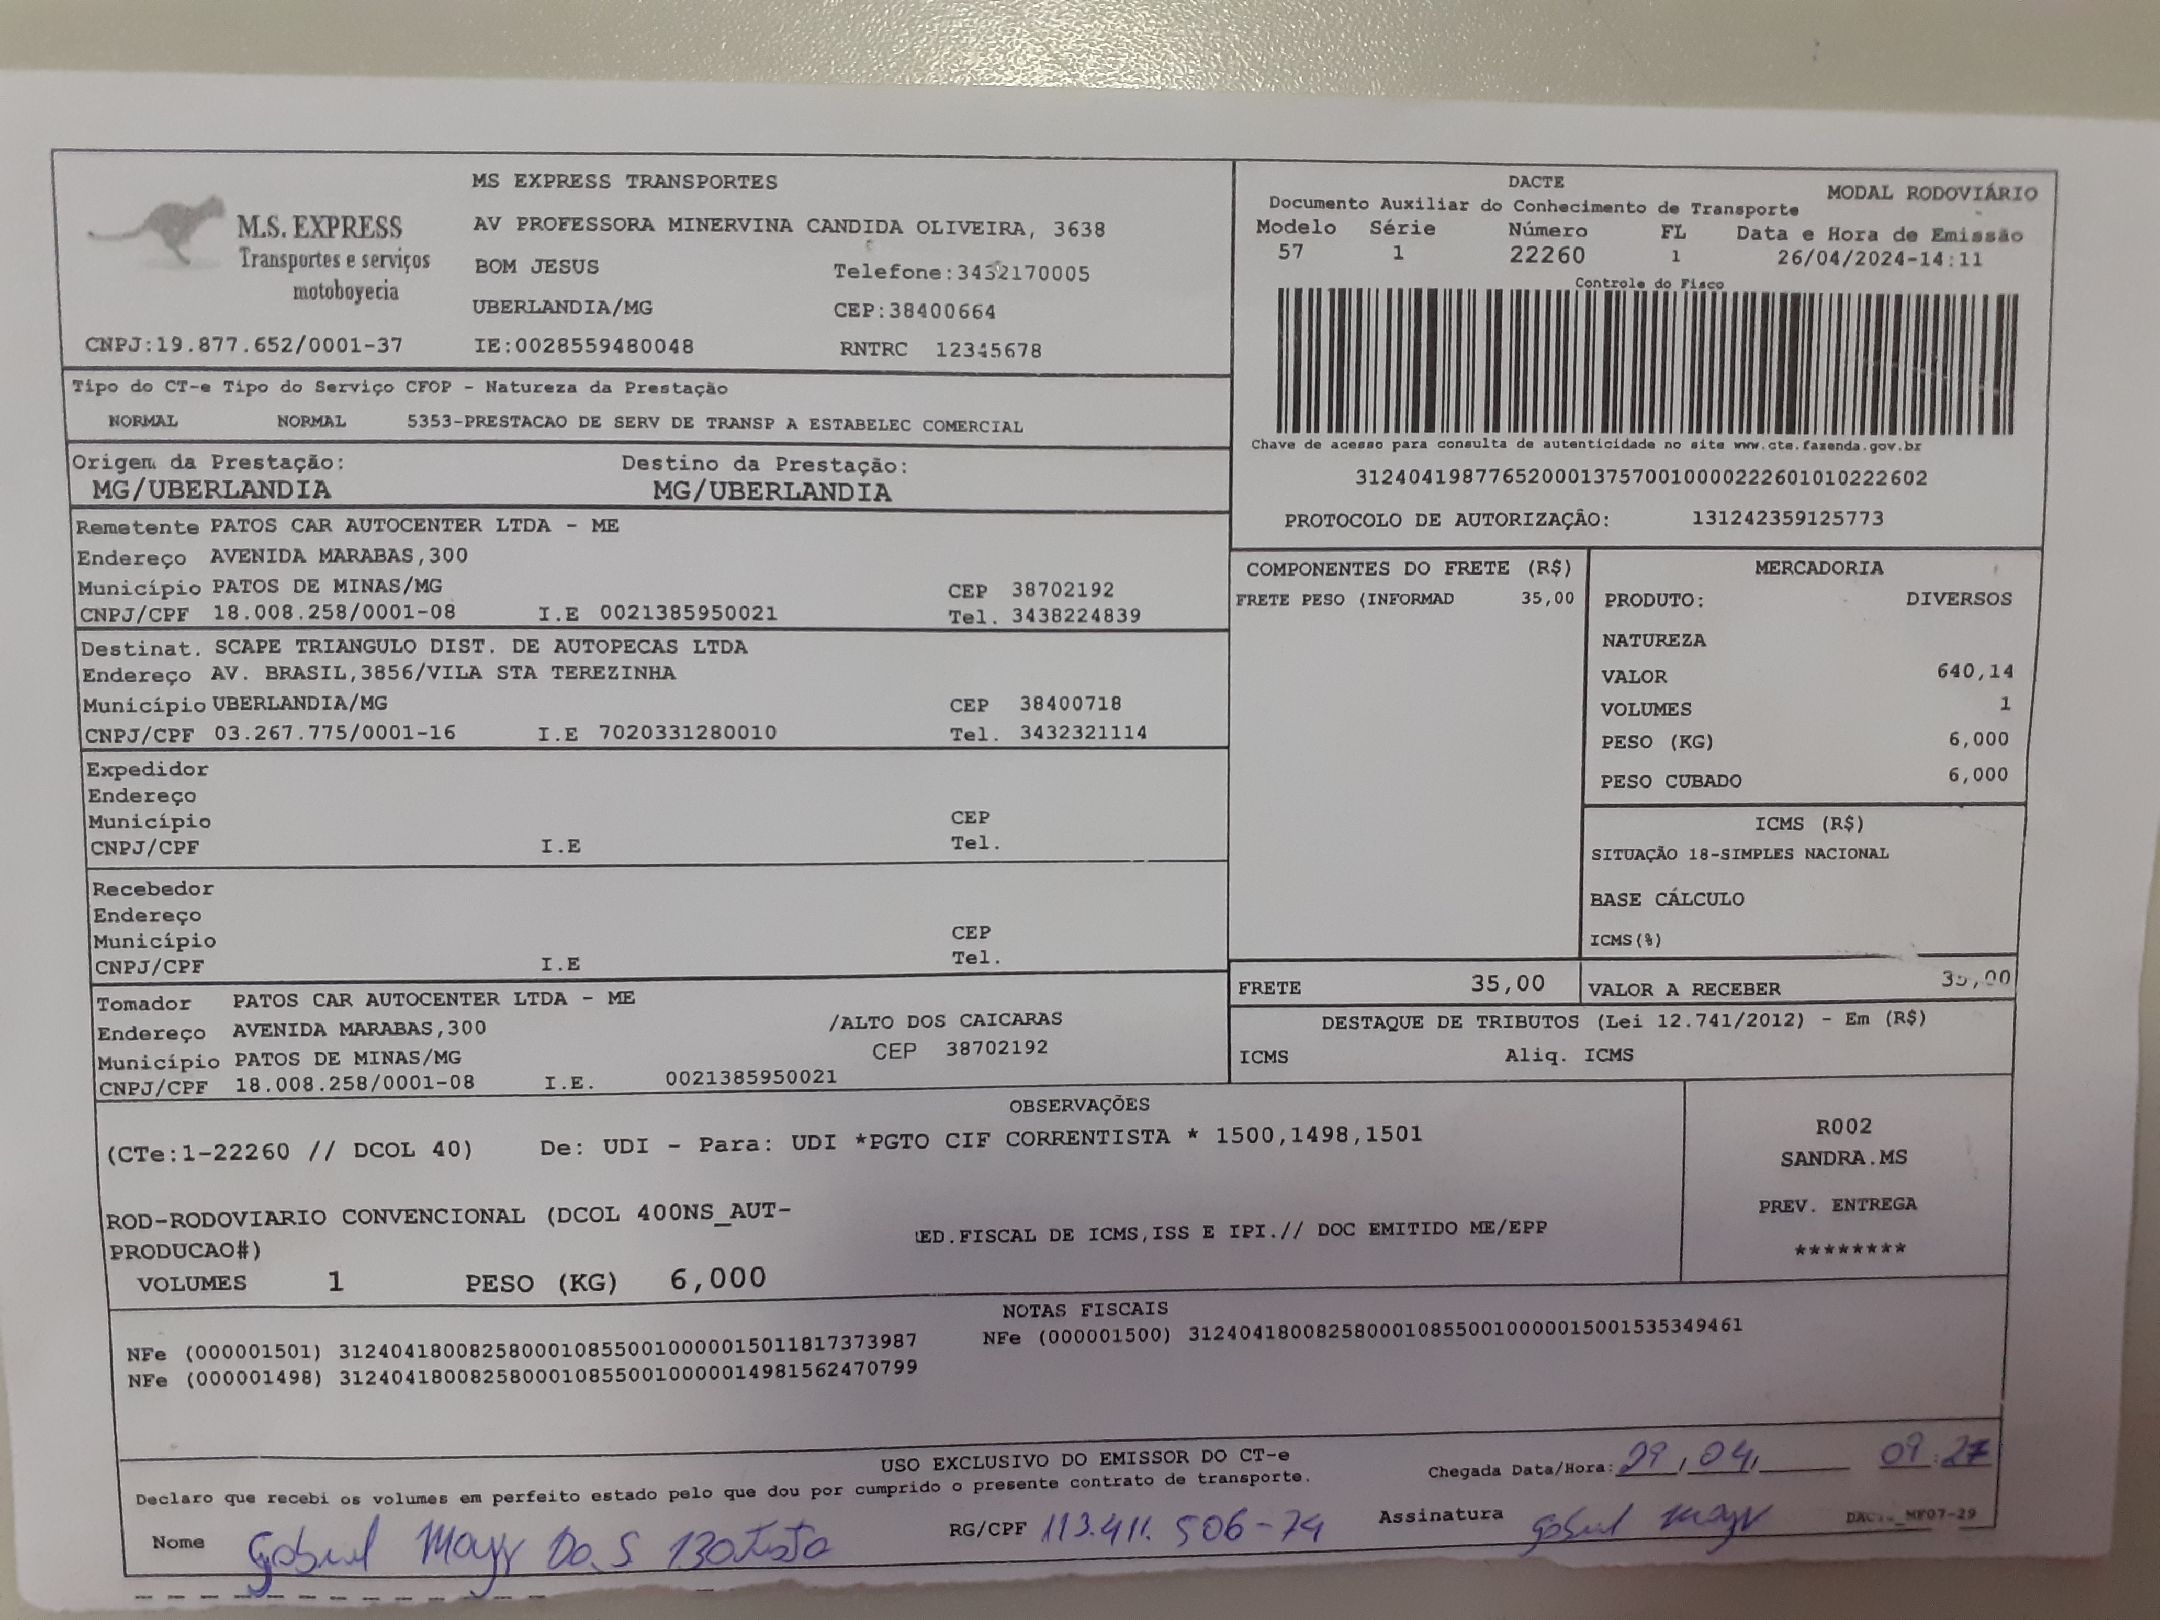 M.S. EXPRESS
Transportes e serviços
motoboyecia
CNPJ:19.877.652/0001-37
MS EXPRESS TRANSPORTES
AV PROFESSORA MINERVINA CANDIDA OLIVEIRA, 3638
BOM JESUS Telefone:3432170005
UBERLANDIA/MG CEP:38400664
IE:0028559480048 RNTRC 12345678
DACTE MODAL RODOVIÁRIO
Documento Auxiliar do Conhecimento de Transporte
Modelo Série Número FL Data e Hora de Emissão
57 1 22260 1 26/04/2024-14:11
Controle do Fisco
Chave de acesso para consulta de autenticidade no site www.cte.fazenda.gov.br
31240419877652000137570010000222601010222602
PROTOCOLO DE AUTORIZAÇÃO: 131242359125773
Tipo do CT-e Tipo do Serviço CFOP - Natureza da Prestação
NORMAL NORMAL 5353-PRESTACAO DE SERV DE TRANSP A ESTABELEC COMERCIAL
Origem da Prestação: Destino da Prestação:
MG/UBERLANDIA MG/UBERLANDIA
Remetente PATOS CAR AUTOCENTER LTDA - ME
Endereço AVENIDA MARABAS,300
Município PATOS DE MINAS/MG CEP 38702192
CNPJ/CPF 18.008.258/0001-08 I.E 0021385950021 Tel. 3438224839
Destinat. SCAPE TRIANGULO DIST. DE AUTOPECAS LTDA
Endereço AV. BRASIL,3856/VILA STA TEREZINHA
Município UBERLANDIA/MG CEP 38400718
CNPJ/CPF 03.267.775/0001-16 I.E 7020331280010 Tel. 3432321114
Expedidor
Endereço
Município CEP
CNPJ/CPF I.E Tel.
Recebedor
Endereço
Município CEP
CNPJ/CPF I.E Tel.
Tomador PATOS CAR AUTOCENTER LTDA - ME
Endereço AVENIDA MARABAS,300 /ALTO DOS CAICARAS
Município PATOS DE MINAS/MG CEP 38702192
CNPJ/CPF 18.008.258/0001-08 I.E. 0021385950021
COMPONENTES DO FRETE (R$)
FRETE PESO (INFORMAD 35,00
MERCADORIA
PRODUTO: DIVERSOS
NATUREZA
VALOR 640,14
VOLUMES 1
PESO (KG) 6,000
PESO CUBADO 6,000
ICMS (R$)
SITUAÇÃO 18-SIMPLES NACIONAL
BASE CÁLCULO
ICMS(%)
FRETE 35,00 VALOR A RECEBER 35,00
DESTAQUE DE TRIBUTOS (Lei 12.741/2012) - Em (R$)
ICMS Aliq. ICMS
OBSERVAÇÕES
(CTe:1-22260 // DCOL 40) De: UDI - Para: UDI *PGTO CIF CORRENTISTA * 1500,1498,1501
ROD-RODOVIARIO CONVENCIONAL (DCOL 400NS_AUT-
PRODUCAO#) ED.FISCAL DE ICMS,ISS E IPI.// DOC EMITIDO ME/EPP
VOLUMES 1 PESO (KG) 6,000
R002
SANDRA.MS
PREV. ENTREGA
********
NOTAS FISCAIS
NFe (000001501) 31240418008258000108550010000015011817373987 NFe (000001500) 31240418008258000108550010000015001535349461
NFe (000001498) 31240418008258000108550010000014981562470799
USO EXCLUSIVO DO EMISSOR DO CT-e
Declaro que recebi os volumes em perfeito estado pelo que dou por cumprido o presente contrato de transporte.
Chegada Data/Hora: 29,04, 09:27
Nome Gabriel Mayr Da S Batista RG/CPF 113.411.506-74 Assinatura Gabriel Mayr